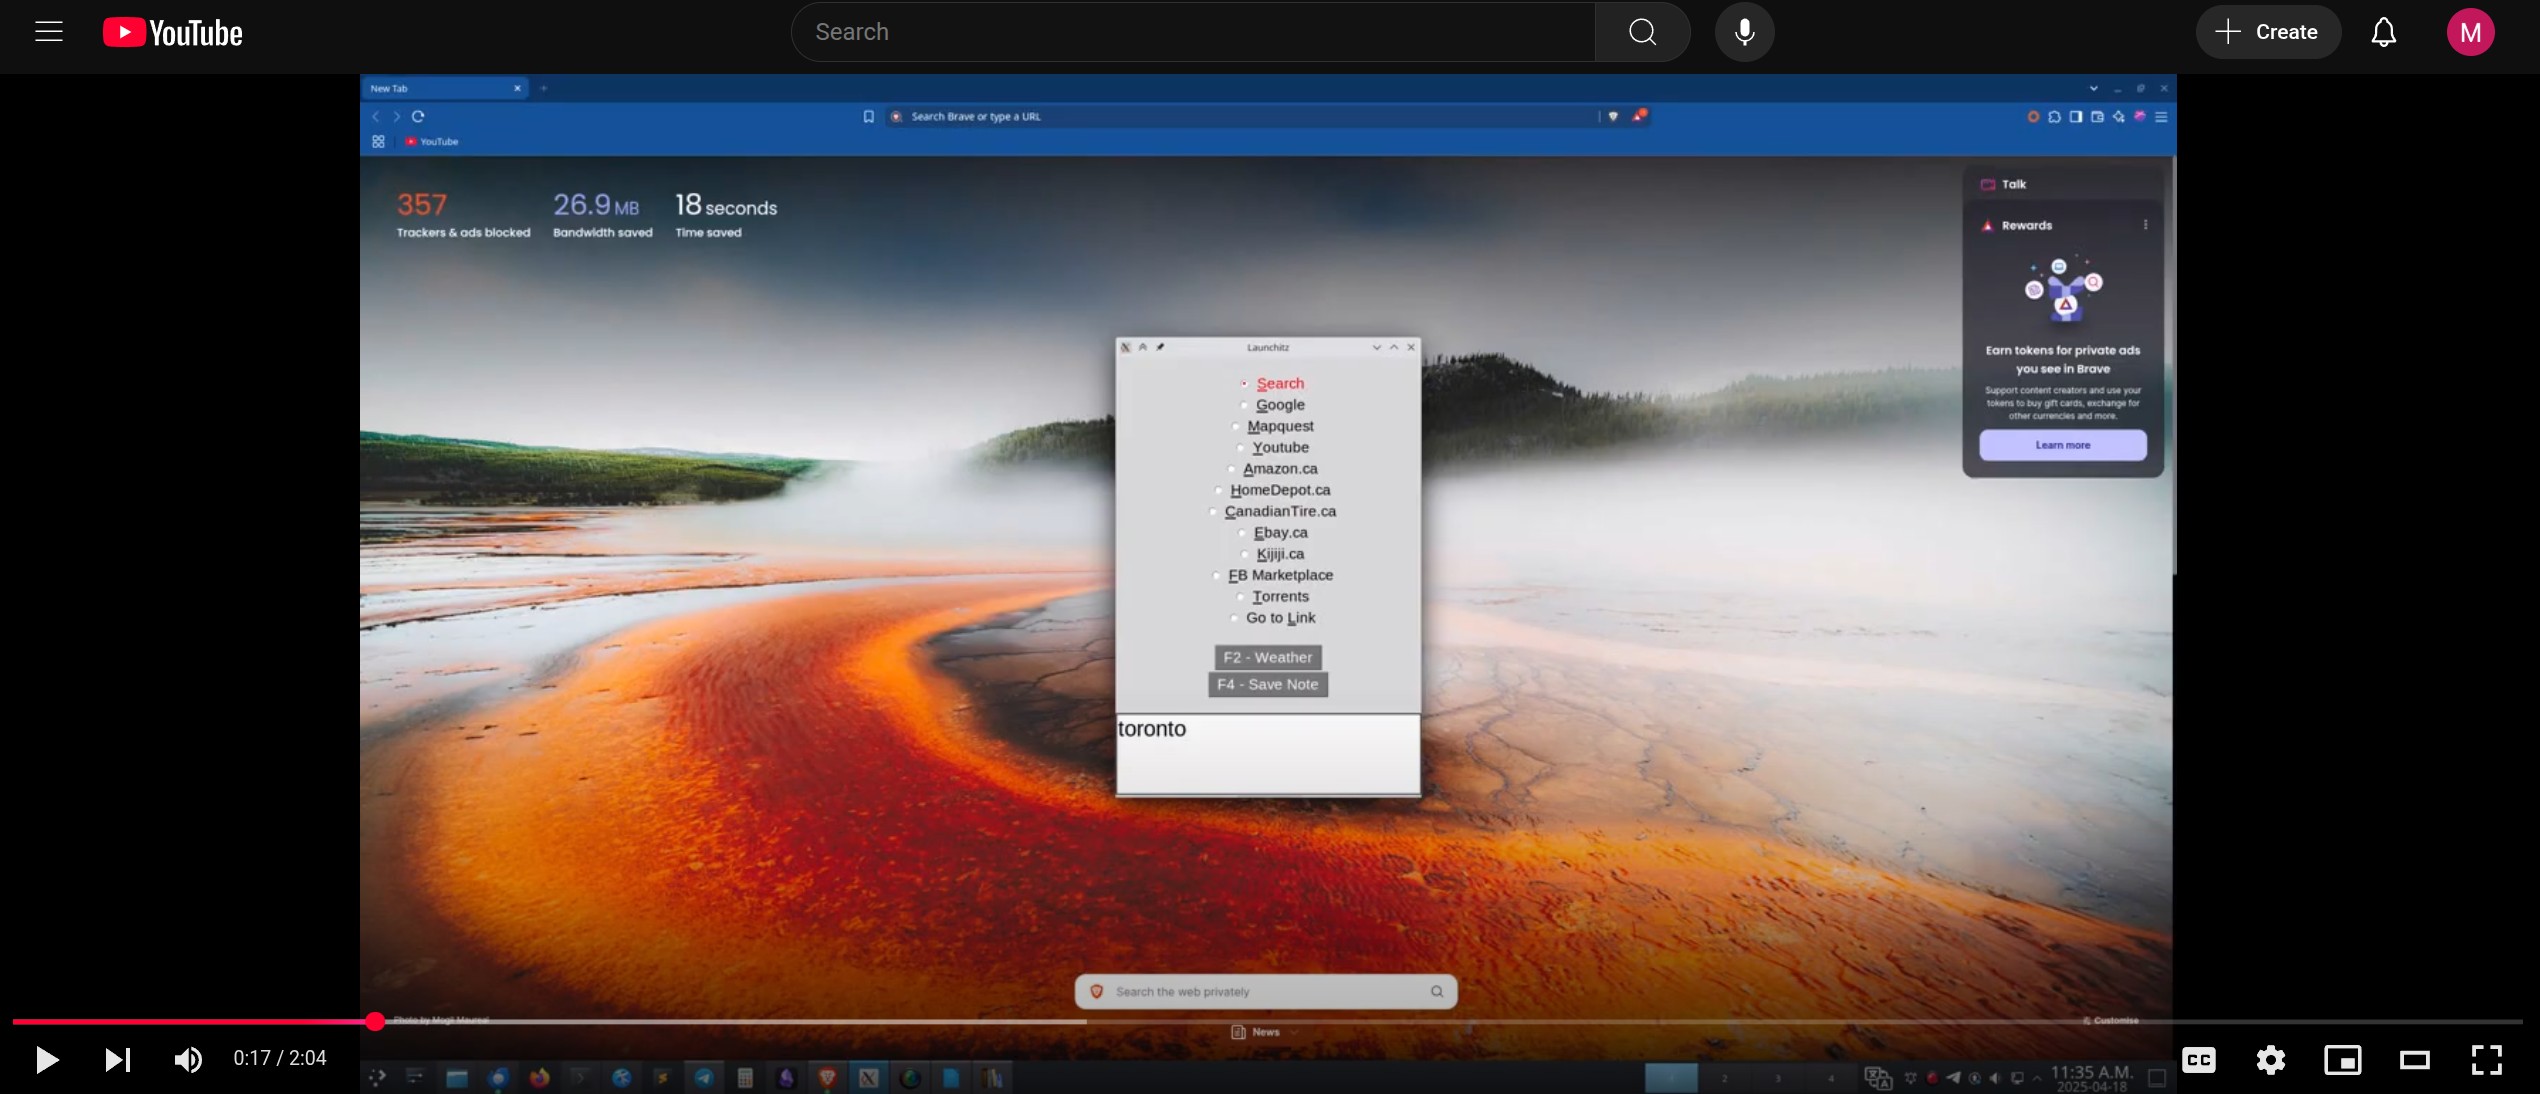 YouTube
Search
Create
M
New Tab
Search Brave or type a URL
YouTube
357
Trackers & ads blocked
26.9 MB
Bandwidth saved
18 seconds
Time saved
Talk
Rewards
Earn tokens for private ads
you see in Brave
Support content creators and use your
tokens to buy gift cards, exchange for
other currencies and more.
Learn more
Launchitz
Search
Google
Mapquest
Youtube
Amazon.ca
HomeDepot.ca
CanadianTire.ca
Ebay.ca
Kijiji.ca
FB Marketplace
Torrents
Go to Link
F2 - Weather
F4 - Save Note
toronto
Search the web privately
Photo by
Customise
News
0:17 / 2:04
CC
2
3
4
11:35 A.M.
2025-04-18